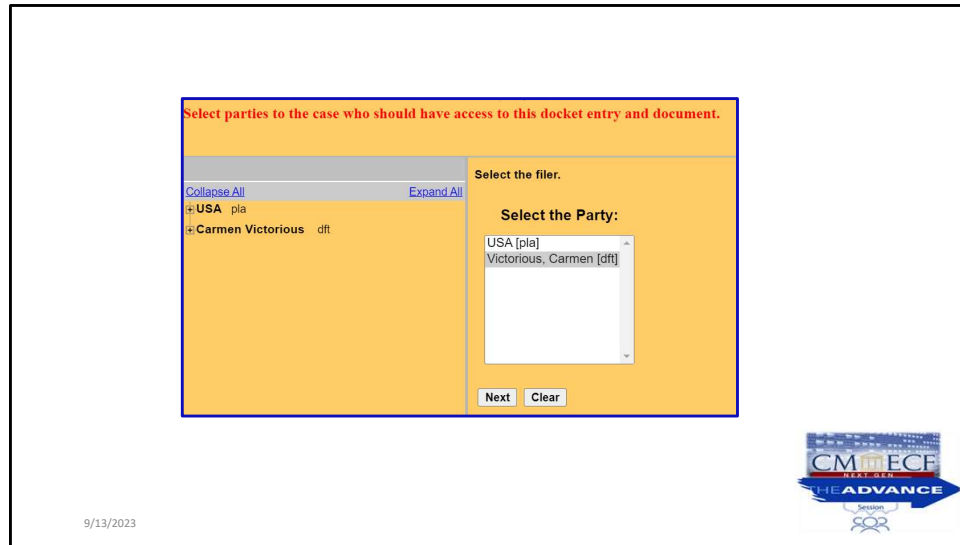 Select parties to the case who should have access to this docket entry and document.
Collapse All Expand All
USA pla
Carmen Victorious dft
Select the filer.
Select the Party:
USA [pla]
Victorious, Carmen [dft]
Next Clear
CM ECF
NEXT GEN
THE ADVANCE
Session
9/13/2023